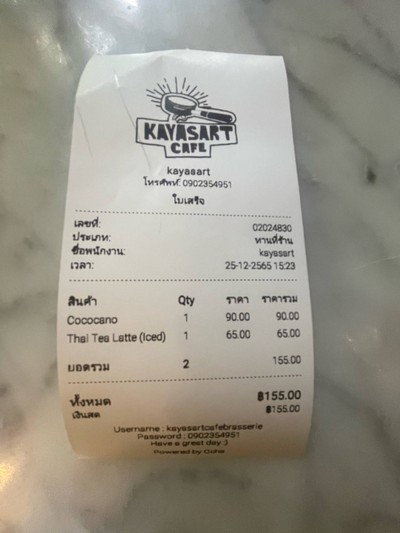 KAYASART
CAFE
kayasart
โทรศัพท์: 0902354951
ใบเสร็จ
เลขที่: 02024830
ประเภท: ทานที่ร้าน
ชื่อพนักงาน: kayasart
เวลา: 25-12-2565 15:23
สินค้า Qty ราคา ราคารวม
Cococano 1 90.00 90.00
Thai Tea Latte (Iced) 1 65.00 65.00
ยอดรวม 2 155.00
ทั้งหมด ฿155.00
เงินสด ฿155.00
Username : kayasartcafebrasserie
Password : 0902354951
Have a great day :)
Powered by